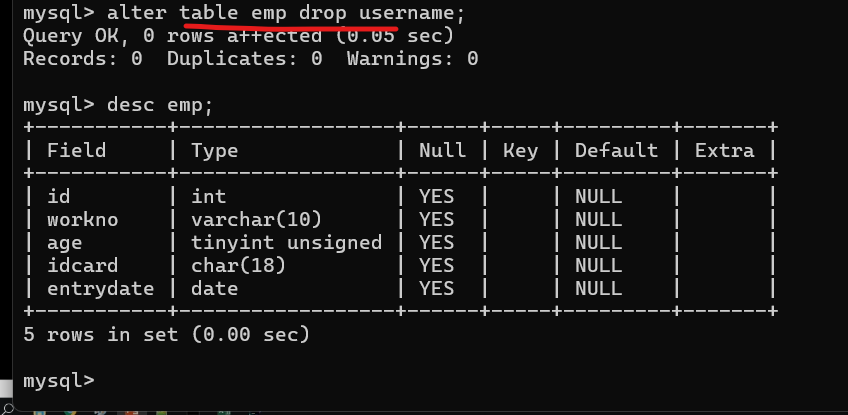 mysql> alter table emp drop username;
Query OK, 0 rows affected (0.05 sec)
Records: 0  Duplicates: 0  Warnings: 0
mysql> desc emp;
+-----------+------------------+------+-----+---------+-------+
| Field     | Type             | Null | Key | Default | Extra |
+-----------+------------------+------+-----+---------+-------+
| id        | int              | YES  |     | NULL    |       |
| workno    | varchar(10)      | YES  |     | NULL    |       |
| age       | tinyint unsigned | YES  |     | NULL    |       |
| idcard    | char(18)         | YES  |     | NULL    |       |
| entrydate | date             | YES  |     | NULL    |       |
+-----------+------------------+------+-----+---------+-------+
5 rows in set (0.00 sec)
mysql>